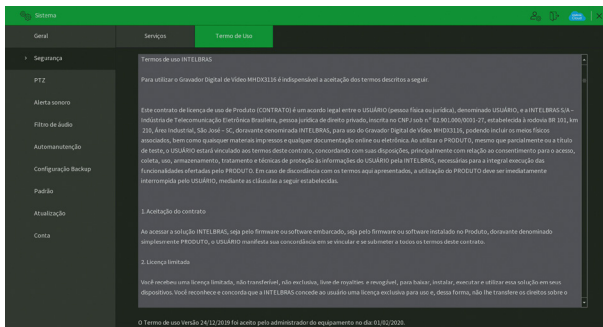 Sistema
Geral
Serviços
Termo de Uso
> Segurança
PTZ
Alerta sonoro
Filtro de áudio
Automanutenção
Configuração Backup
Padrão
Atualização
Conta
Termos de uso INTELBRAS
Para utilizar o Gravador Digital de Vídeo MHDX3116 é indispensável a aceitação dos termos descritos a seguir.
Este contrato de licença de uso de Produto (CONTRATO) é um acordo legal entre o USUÁRIO (pessoa física ou jurídica), denominado USUÁRIO, e a INTELBRAS S/A –
Indústria de Telecomunicação Eletrônica Brasileira, pessoa jurídica de direito privado, inscrita no CNPJ sob n.º 82.901.000/0001-27, estabelecida à rodovia BR 101, km
210, Área Industrial, São José – SC, doravante denominada INTELBRAS, para uso do Gravador Digital de Vídeo MHDX3116, podendo incluir os meios físicos
associados, bem como quaisquer materiais impressos e qualquer documentação online ou eletrônica. Ao utilizar o PRODUTO, mesmo que parcialmente ou a título
de teste, o USUÁRIO estará vinculado aos termos deste contrato, concordando com suas disposições, principalmente com relação ao consentimento para o acesso,
coleta, uso, armazenamento, tratamento e técnicas de proteção às informações do USUÁRIO pela INTELBRAS, necessárias para a integral execução das
funcionalidades ofertadas pelo PRODUTO. Em caso de discordância com os termos aqui apresentados, a utilização do PRODUTO deve ser imediatamente
interrompida pelo USUÁRIO, mediante as cláusulas a seguir estabelecidas.
1. Aceitação do contrato
Ao acessar a solução INTELBRAS, seja pelo firmware ou software embarcado, seja pelo firmware ou software instalado no Produto, doravante denominado
simplesmente PRODUTO, o USUÁRIO manifesta sua concordância em se vincular e se submeter a todos os termos deste contrato.
2. Licença limitada
Você recebeu uma licença limitada, não transferível, não exclusiva, livre de royalties e revogável, para baixar, instalar, executar e utilizar essa solução em seus
dispositivos. Você reconhece e concorda que a INTELBRAS concede ao usuário uma licença exclusiva para uso e, dessa forma, não lhe transfere os direitos sobre o
O Termo de uso Versão 24/12/2019 foi aceito pelo administrador do equipamento no dia: 01/02/2020.